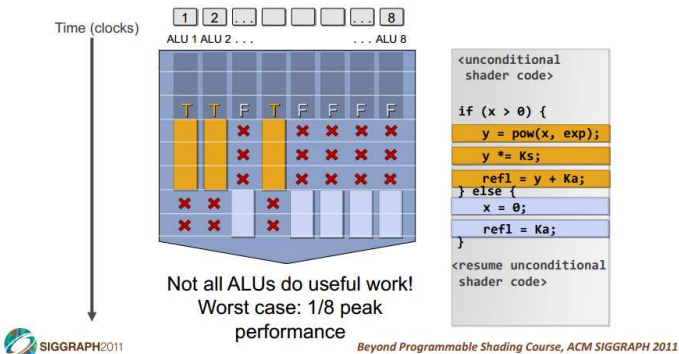 1 2 ... ... 8
Time (clocks)
ALU 1 ALU 2 . . . . . . ALU 8
T T F T F F F F
<unconditional
shader code>
if (x > 0) {
y = pow(x, exp);
y *= Ks;
refl = y + Ka;
} else {
x = 0;
refl = Ka;
}
<resume unconditional
shader code>
Not all ALUs do useful work!
Worst case: 1/8 peak
performance
SIGGRAPH2011
Beyond Programmable Shading Course, ACM SIGGRAPH 2011